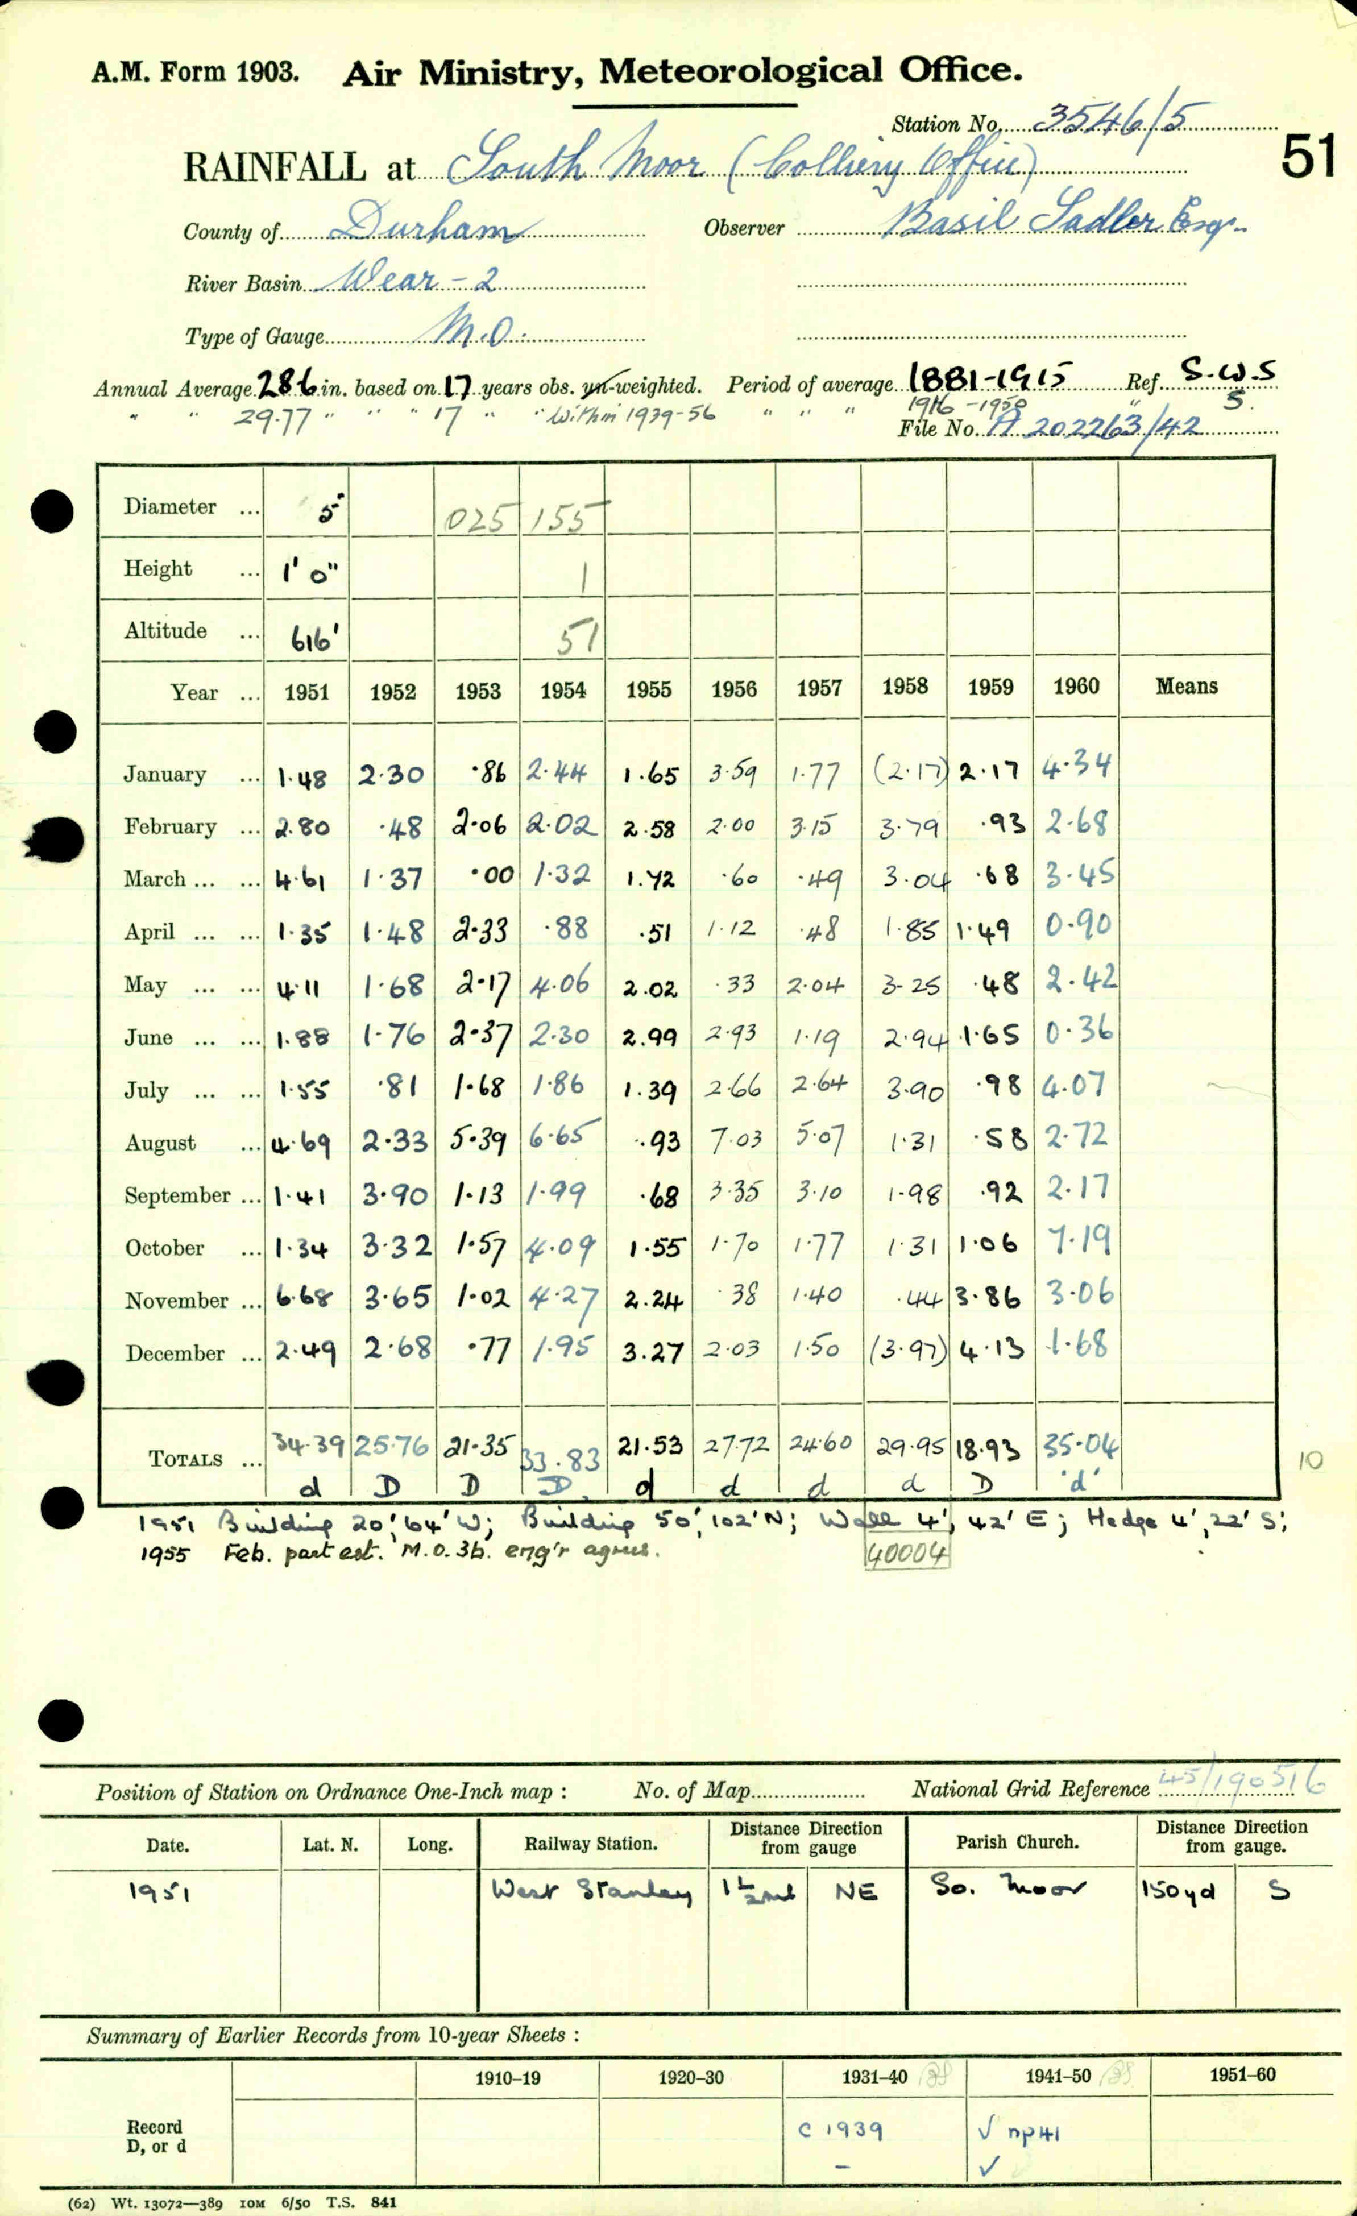 A.M. Form 1903. Air Ministry, Meteorological Office.
Station No. 3546/5
51
RAINFALL at South Moor (Colliery Office)
County of Durham Observer Basil Sadler Esq.
River Basin Wear - 2
Type of Gauge M.O.
Annual Average 28.6 in. based on 17 years obs. un-weighted. Period of average 1881-1915 Ref. S.W.S
" " 29.77 " " " 17 " " Within 1939-56 " " " 1916-1950 " S.
File No. A 202263/42
Diameter ... 5" 025 155
Height ... 1' 0" 1
Altitude ... 616' 51
Year ... 1951 1952 1953 1954 1955 1956 1957 1958 1959 1960 Means
January ... 1.48 2.30 .86 2.44 1.65 3.59 1.77 (2.17) 2.17 4.34
February ... 2.80 .48 2.06 2.02 2.58 2.00 3.15 3.79 .93 2.68
March ... ... 4.61 1.37 .00 1.32 1.72 .60 .49 3.04 .68 3.45
April ... ... 1.35 1.48 2.33 .88 .51 1.12 .48 1.85 1.49 0.90
May ... ... 4.11 1.68 2.17 4.06 2.02 .33 2.04 3.25 .48 2.42
June ... ... 1.88 1.76 2.37 2.30 2.99 2.93 1.19 2.94 1.65 0.36
July ... ... 1.55 .81 1.68 1.86 1.39 2.66 2.64 3.90 .98 4.07
August ... 4.69 2.33 5.39 6.65 .93 7.03 5.07 1.31 .58 2.72
September ... 1.41 3.90 1.13 1.99 .68 3.35 3.10 1.98 .92 2.17
October ... 1.34 3.32 1.57 4.09 1.55 1.70 1.77 1.31 1.06 7.19
November ... 6.68 3.65 1.02 4.27 2.24 .38 1.40 .44 3.86 3.06
December ... 2.49 2.68 .77 1.95 3.27 2.03 1.50 (3.97) 4.13 1.68
TOTALS ... 34.39 25.76 21.35 33.83 21.53 27.72 24.60 29.95 18.93 35.04 10
d D D D. d d d d D 'd'
1951 Building 20', 64' W; Building 50', 102' N; Wall 4', 42' E; Hedge 4', 22' S;
1955 Feb. part est. M.O. 3b. eng'r agrees. 40004
Position of Station on Ordnance One-Inch map : No. of Map National Grid Reference 45/190516
Date. Lat. N. Long. Railway Station. Distance Direction from gauge Parish Church. Distance Direction from gauge.
1951 West Stanley 1 1/2 ml NE So. Moor 150yd S
Summary of Earlier Records from 10-year Sheets :
1910–19 1920–30 1931–40 1941–50 1951–60
Record C 1939 √ np41
D, or d – √
(62) Wt. 13072—389 10M 6/50 T.S. 841